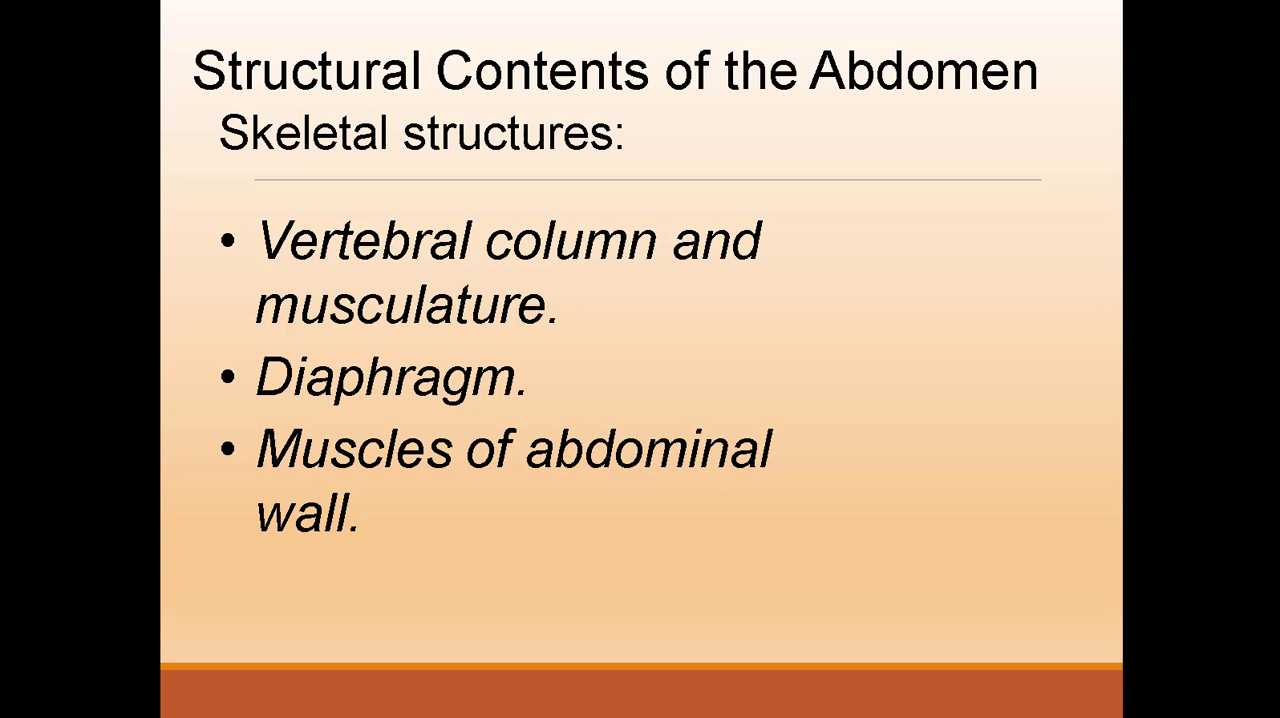 Structural Contents of the Abdomen
Skeletal structures:
• Vertebral column and
musculature.
• Diaphragm.
• Muscles of abdominal
wall.